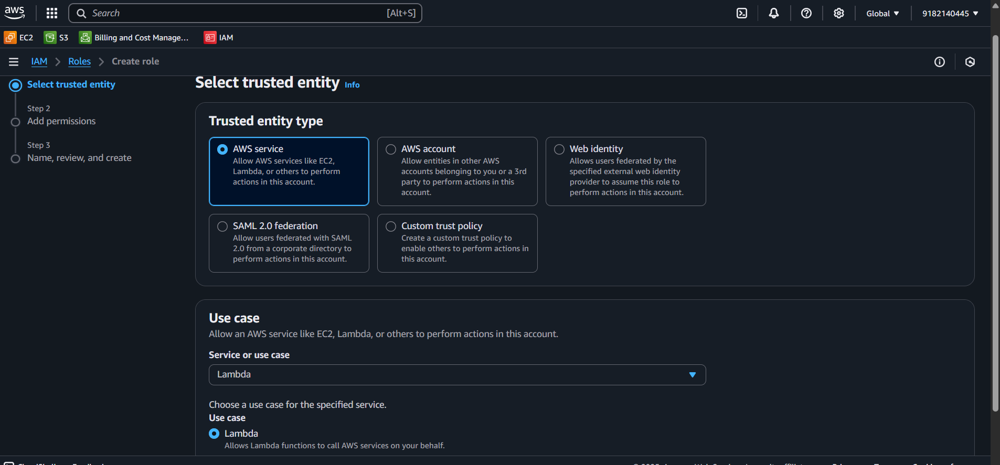 aws
Search [Alt+S]
Global
9182140445
EC2
S3
Billing and Cost Manage...
IAM
IAM
Roles
Create role
Select trusted entity
Step 2
Add permissions
Step 3
Name, review, and create
Select trusted entity Info
Trusted entity type
AWS service
Allow AWS services like EC2,
Lambda, or others to perform
actions in this account.
AWS account
Allow entities in other AWS
accounts belonging to you or a 3rd
party to perform actions in this
account.
Web identity
Allows users federated by the
specified external web identity
provider to assume this role to
perform actions in this account.
SAML 2.0 federation
Allow users federated with SAML
2.0 from a corporate directory to
perform actions in this account.
Custom trust policy
Create a custom trust policy to
enable others to perform actions in
this account.
Use case
Allow an AWS service like EC2, Lambda, or others to perform actions in this account.
Service or use case
Lambda
Choose a use case for the specified service.
Use case
Lambda
Allows Lambda functions to call AWS services on your behalf.